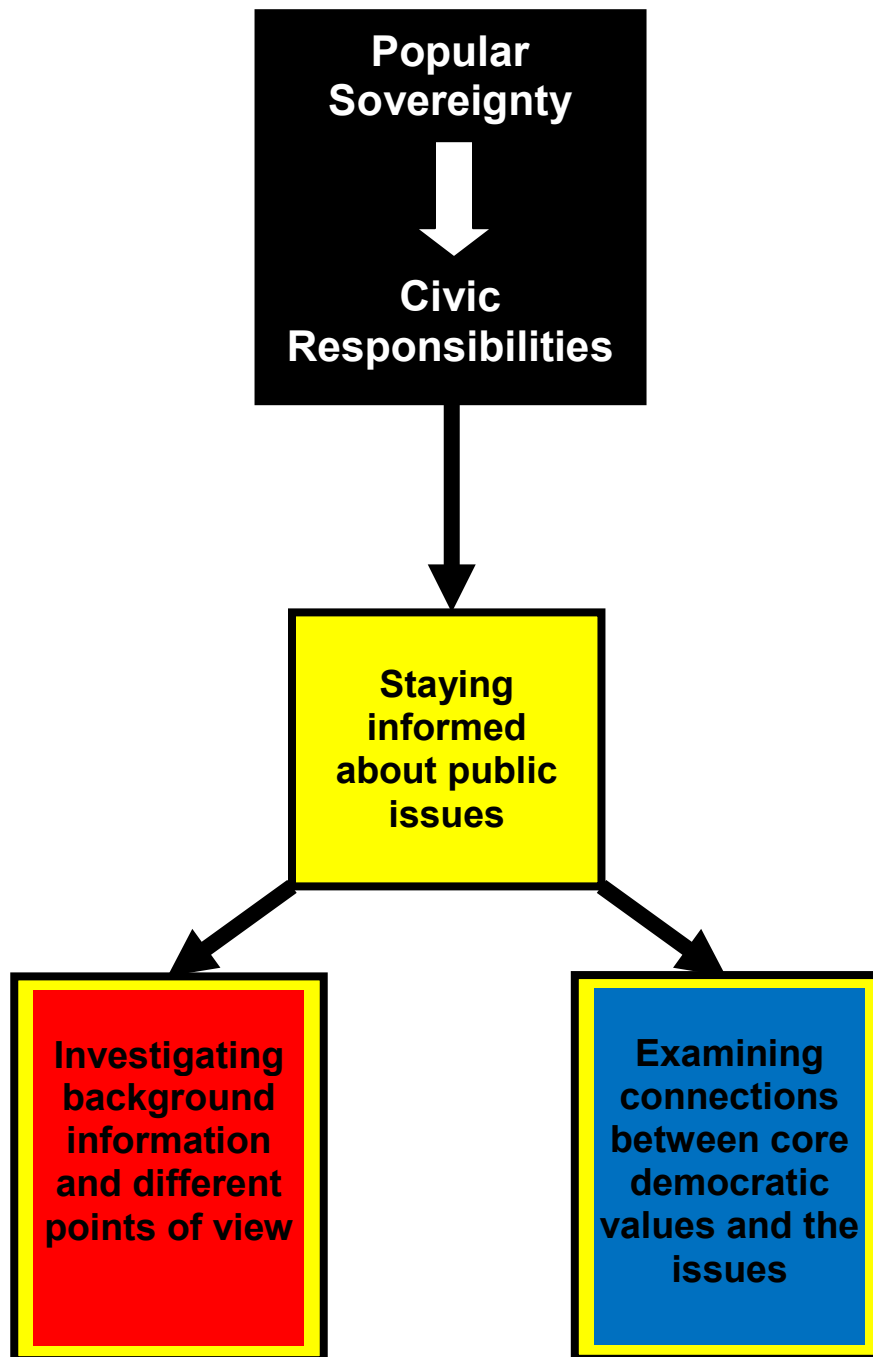 Popular
Sovereignty
Civic
Responsibilities
Staying
informed
about public
issues
Investigating
background
information
and different
points of view
Examining
connections
between core
democratic
values and the
issues